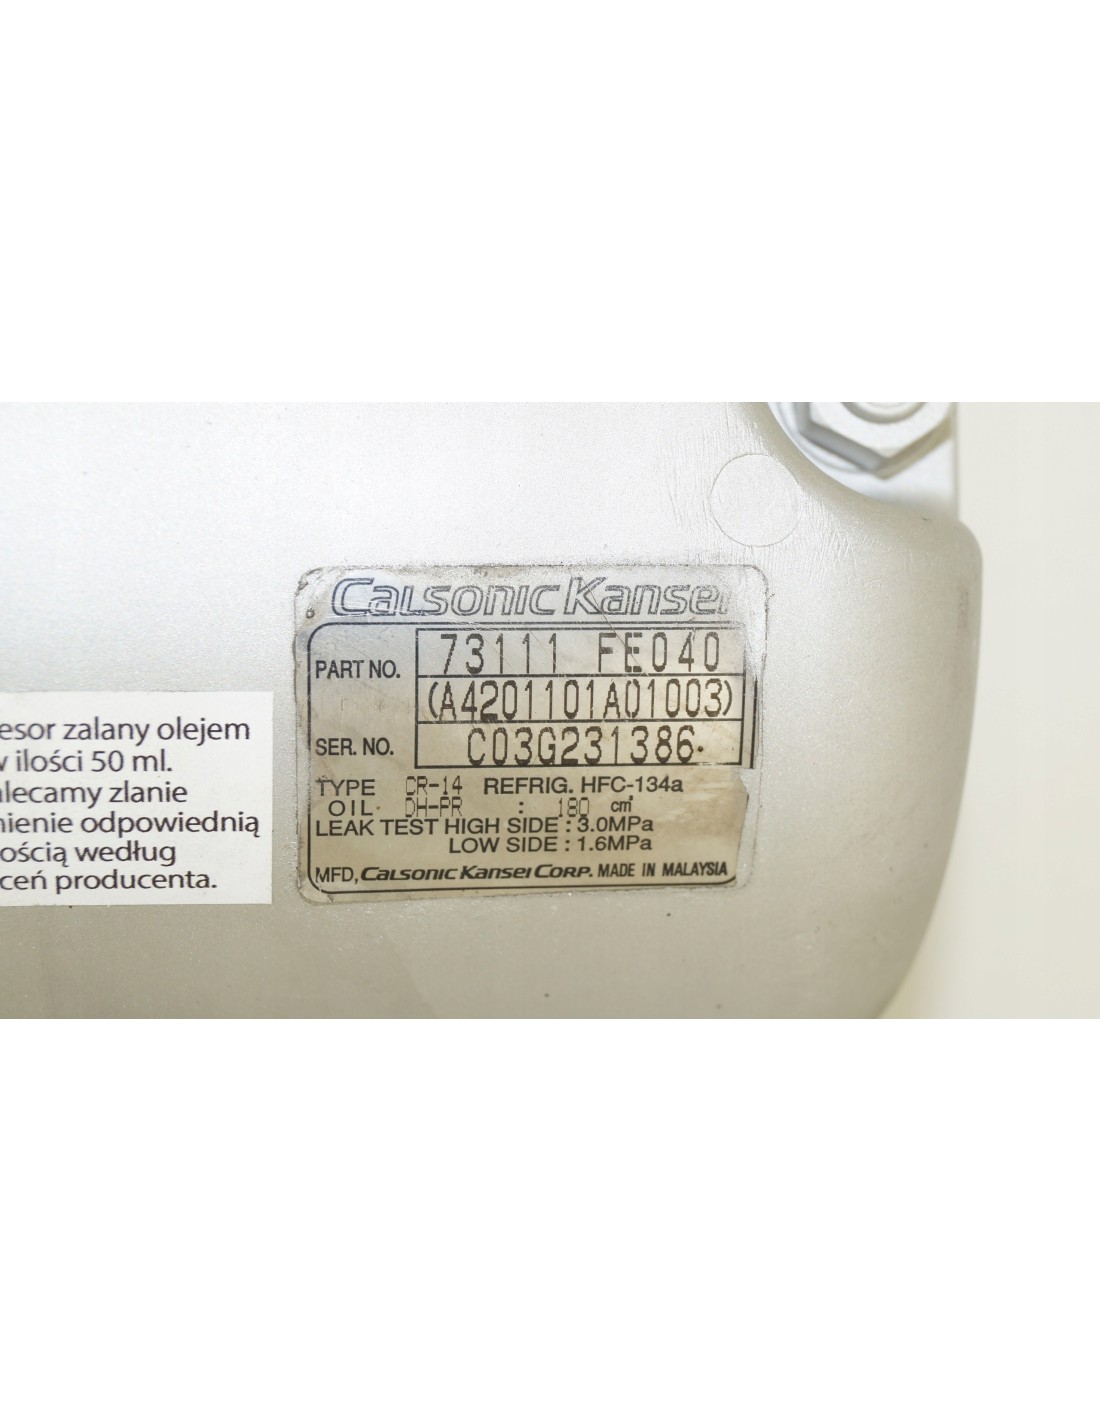 CALSONIC KANSEI
PART NO. 73111 FE040
(A4201101A01003)
SER. NO. C03G231386
TYPE CR-14 REFRIG. HFC-134a
OIL DH-PR : 180 cm³
LEAK TEST HIGH SIDE : 3.0MPa
LOW SIDE : 1.6MPa
MFD, CALSONIC KANSEI CORP. MADE IN MALAYSIA
esor zalany olejem
w ilości 50 ml.
alecamy zlanie
nienie odpowiednią
ością według
ceń producenta.